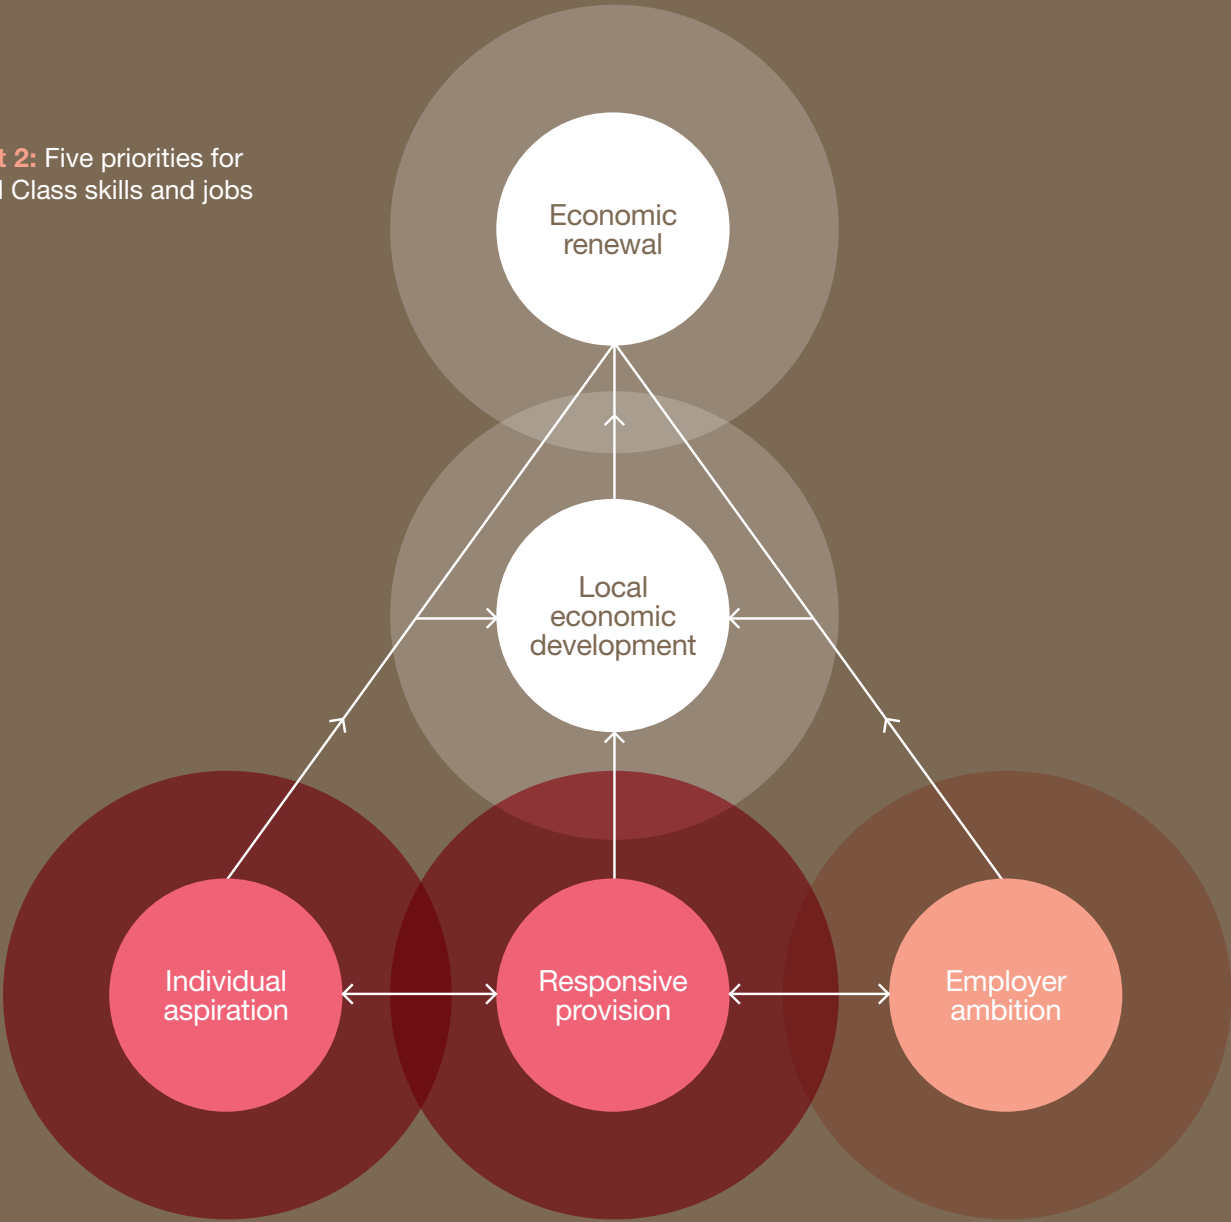 t 2: Five priorities for
l Class skills and jobs
Economic
renewal
Local
economic
development
Individual
aspiration
Responsive
provision
Employer
ambition